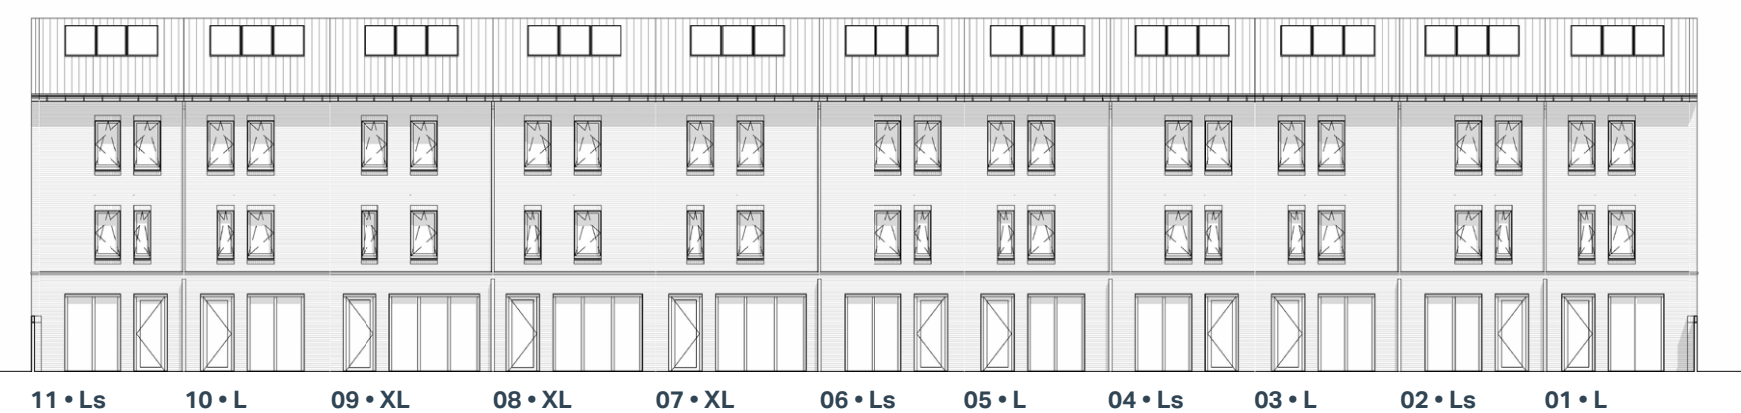 11 • Ls 10 • L 09 • XL 08 • XL 07 • XL 06 • Ls 05 • L 04 • Ls 03 • L 02 • Ls 01 • L